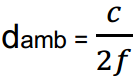 d_amb = c / 2f